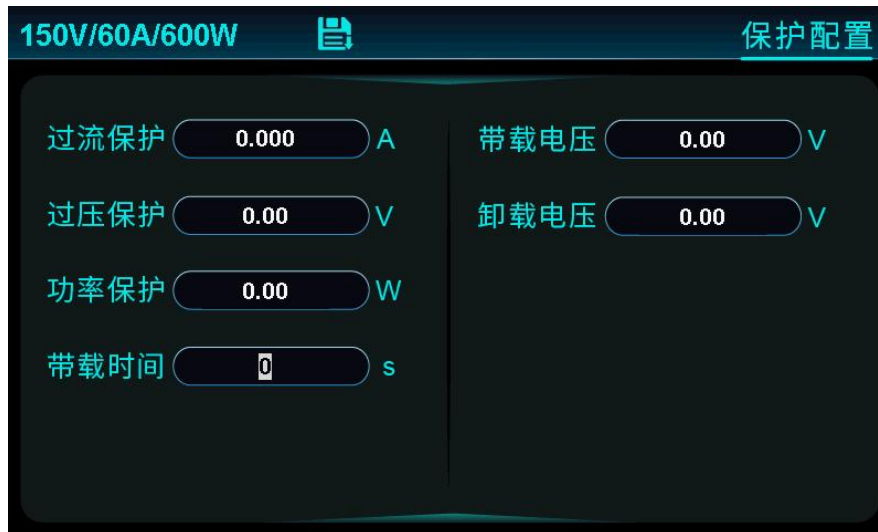 150V/60A/600W 保护配置
过流保护 0.000 A
过压保护 0.00 V
功率保护 0.00 W
带载时间 0 s
带载电压 0.00 V
卸载电压 0.00 V